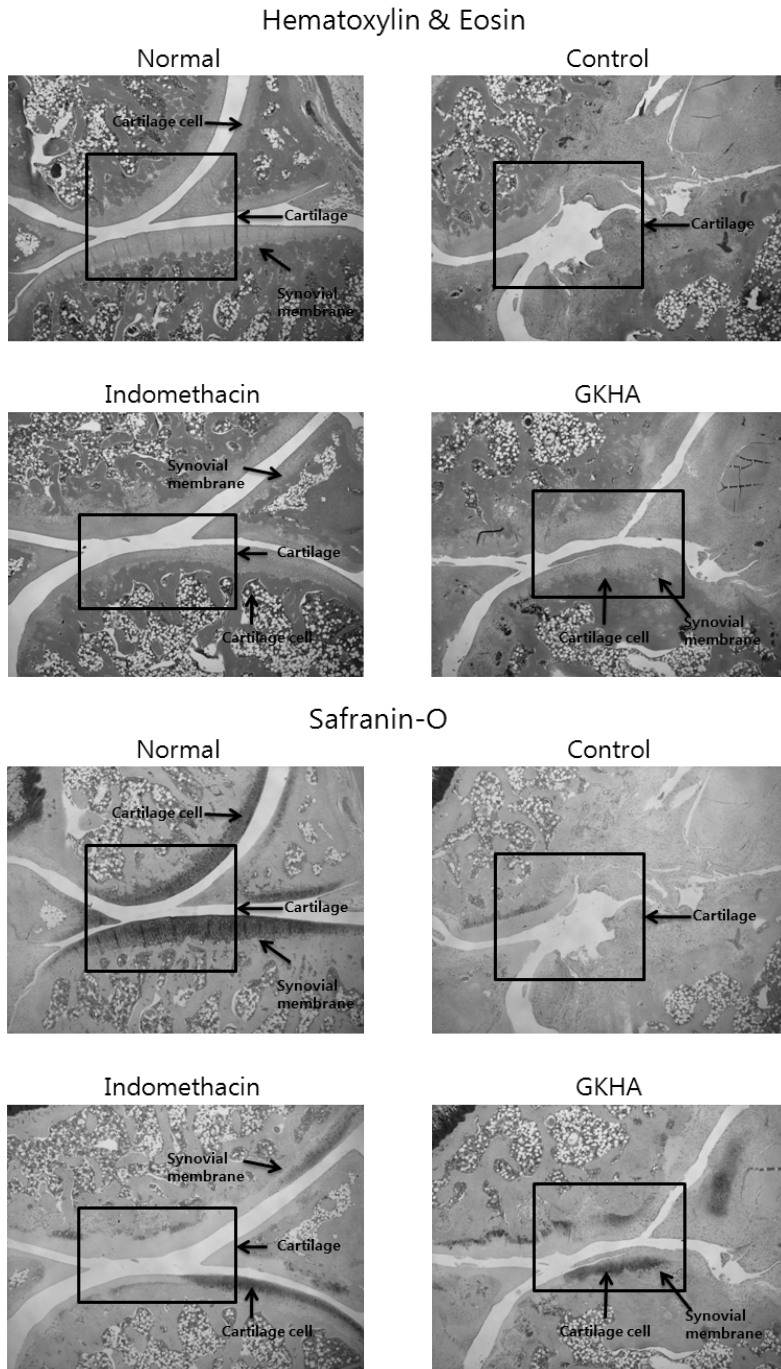 Hematoxylin & Eosin
Normal
Control
Cartilage cell
Cartilage
Synovial
membrane
Cartilage
Indomethacin
GKHA
Synovial
membrane
Cartilage
Cartilage cell
Cartilage cell
Synovial
membrane
Safranin-O
Normal
Control
Cartilage cell
Cartilage
Synovial
membrane
Cartilage
Indomethacin
GKHA
Synovial
membrane
Cartilage
Cartilage cell
Cartilage cell
Synovial
membrane